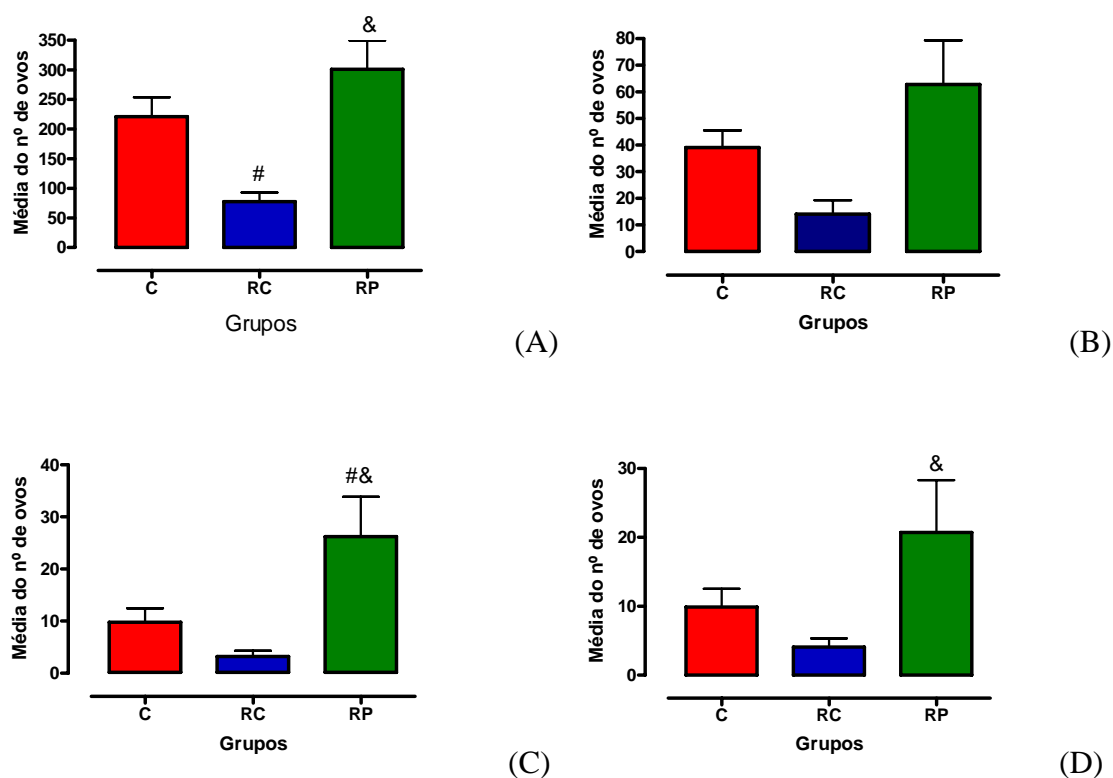 &
Média do nº de ovos
350
300
250
200
150
100
50
0
#
C RC RP
Grupos
(A)
Média do nº de ovos
80
70
60
50
40
30
20
10
0
C RC RP
Grupos
(B)
Média do nº de ovos
40
30
20
10
0
#&
C RC RP
Grupos
(C)
Média do nº de ovos
30
20
10
0
&
C RC RP
Grupos
(D)